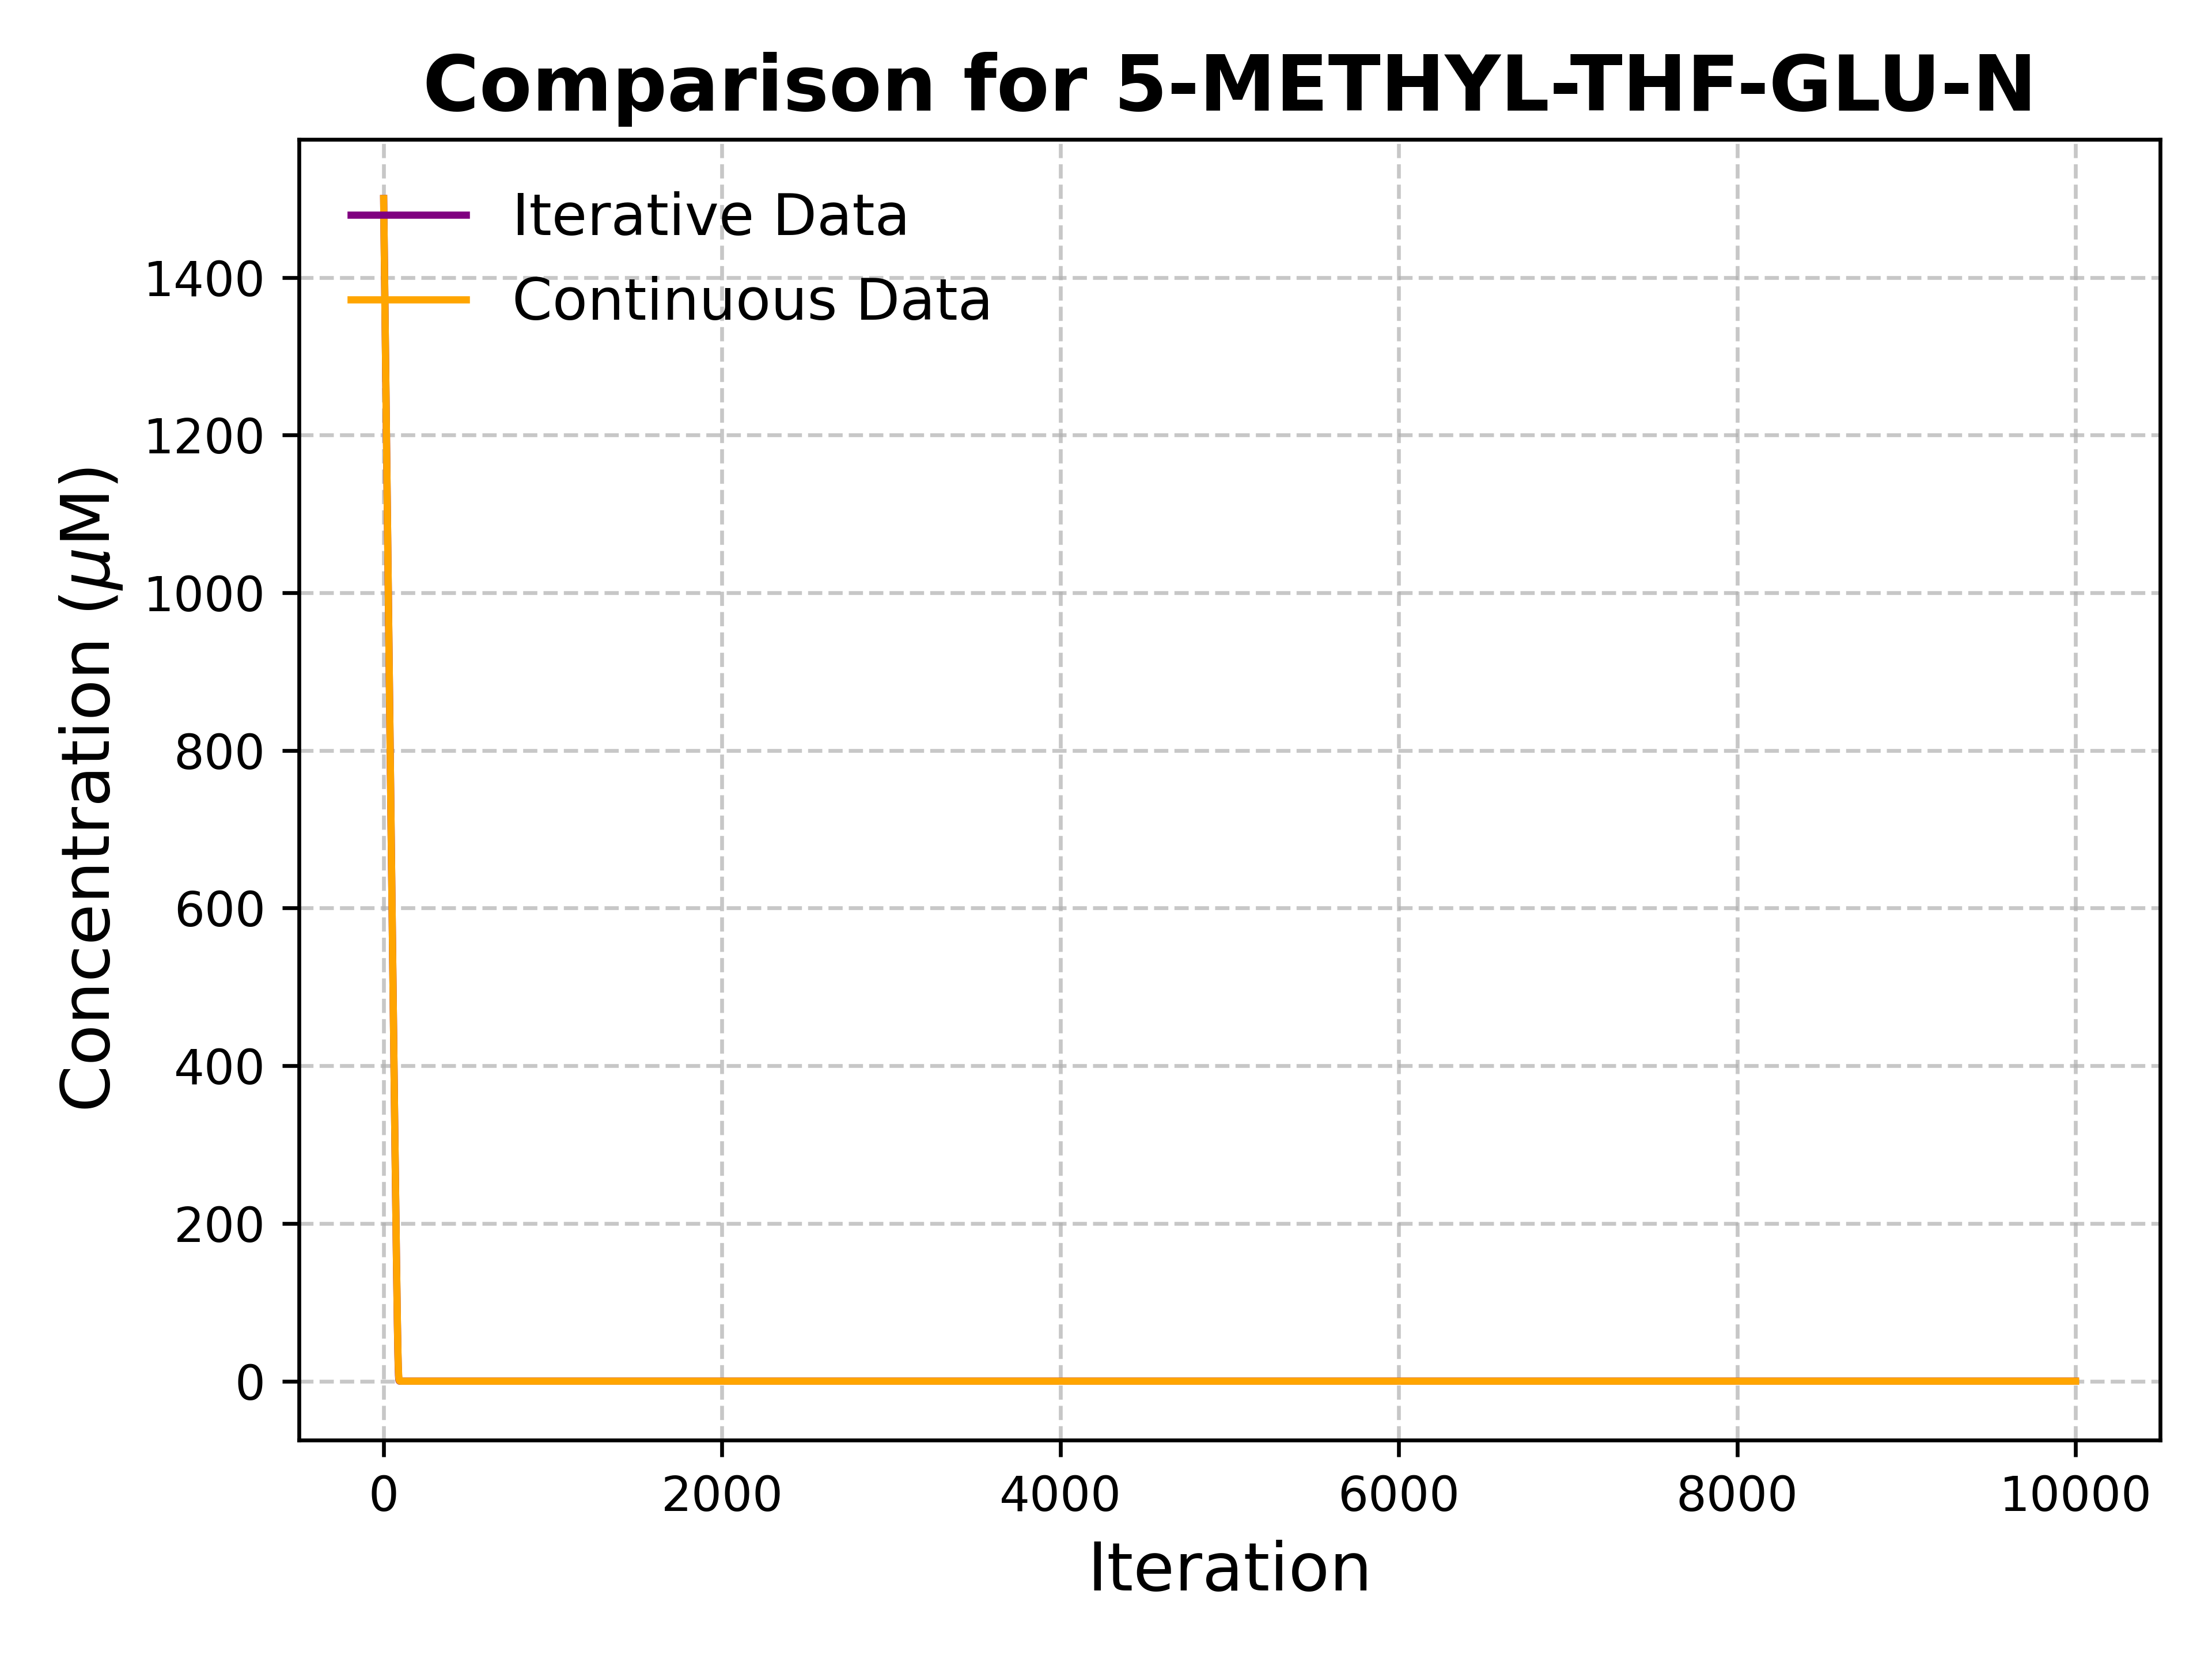 Comparison for 5-METHYL-THF-GLU-N
Iterative Data
Continuous Data
Concentration (μM)
1400
1200
1000
800
600
400
200
0
0 2000 4000 6000 8000 10000
Iteration